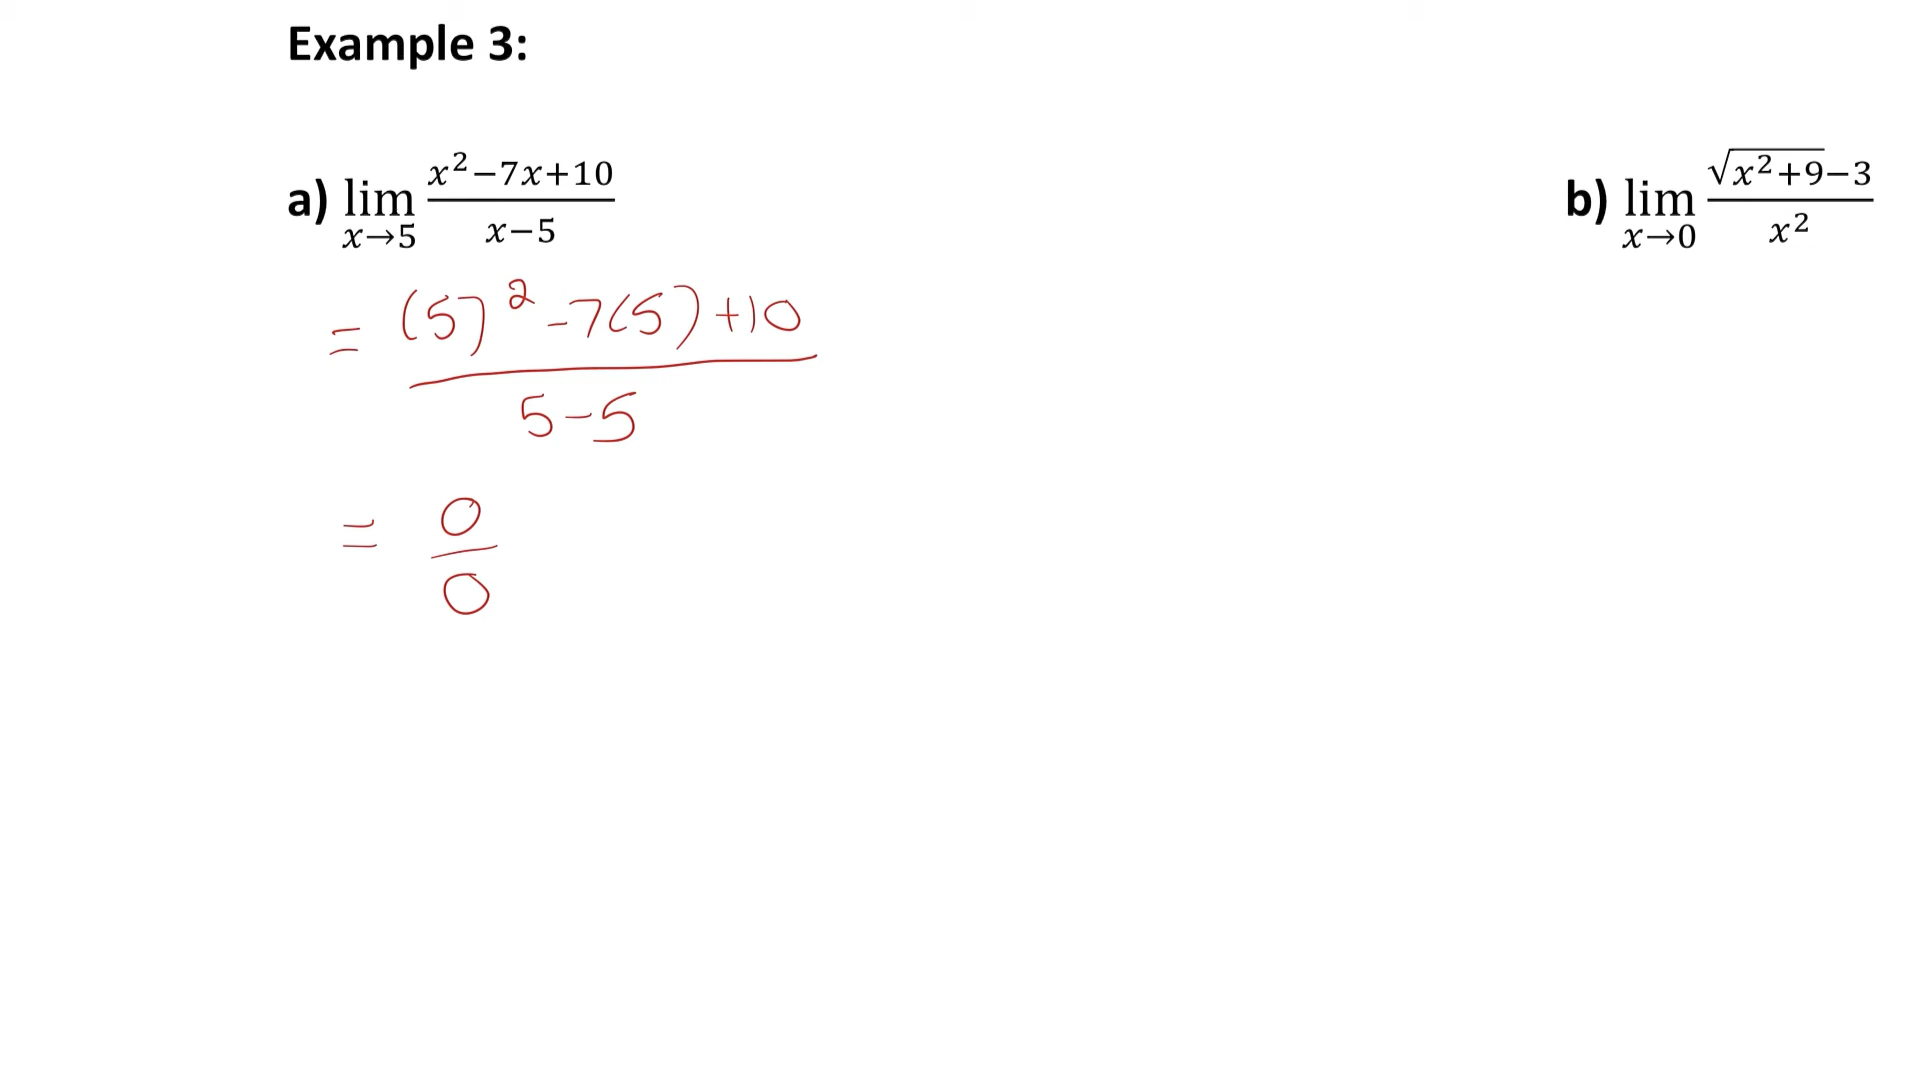 Example 3:
a) lim x→5 (x²−7x+10)/(x−5)
= ((5)²−7(5)+10)/(5−5)
= 0/0
b) lim x→0 (√(x²+9)−3)/x²